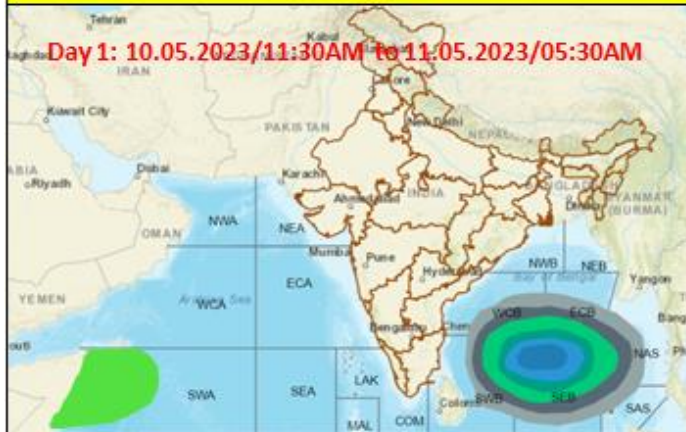 Tehran
Kabul
Day 1: 10.05.2023/11:30AM to 11.05.2023/05:30AM
IRAN
Kuwait City
New Delhi
PAKISTAN
NEPAL
Riyadh
Dubai
Karachi
Ahmedabad
INDIA
BANGLADESH
Dhaka
MYANMAR
(BURMA)
OMAN
NWA
NEA
Mumbai
Pune
Hyderabad
NWB
NEB
Bay of Bengal
Yangon
YEMEN
Arabian Sea
WCA
ECA
Bengaluru
WCB
ECB
NAS
SWA
SEA
LAK
MAL
COM
SWB
SEB
SAS